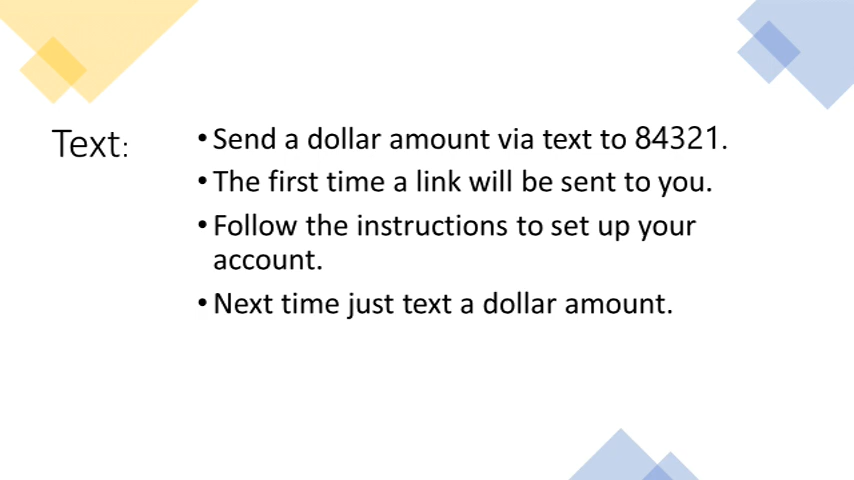 Text:
• Send a dollar amount via text to 84321.
• The first time a link will be sent to you.
• Follow the instructions to set up your
account.
• Next time just text a dollar amount.